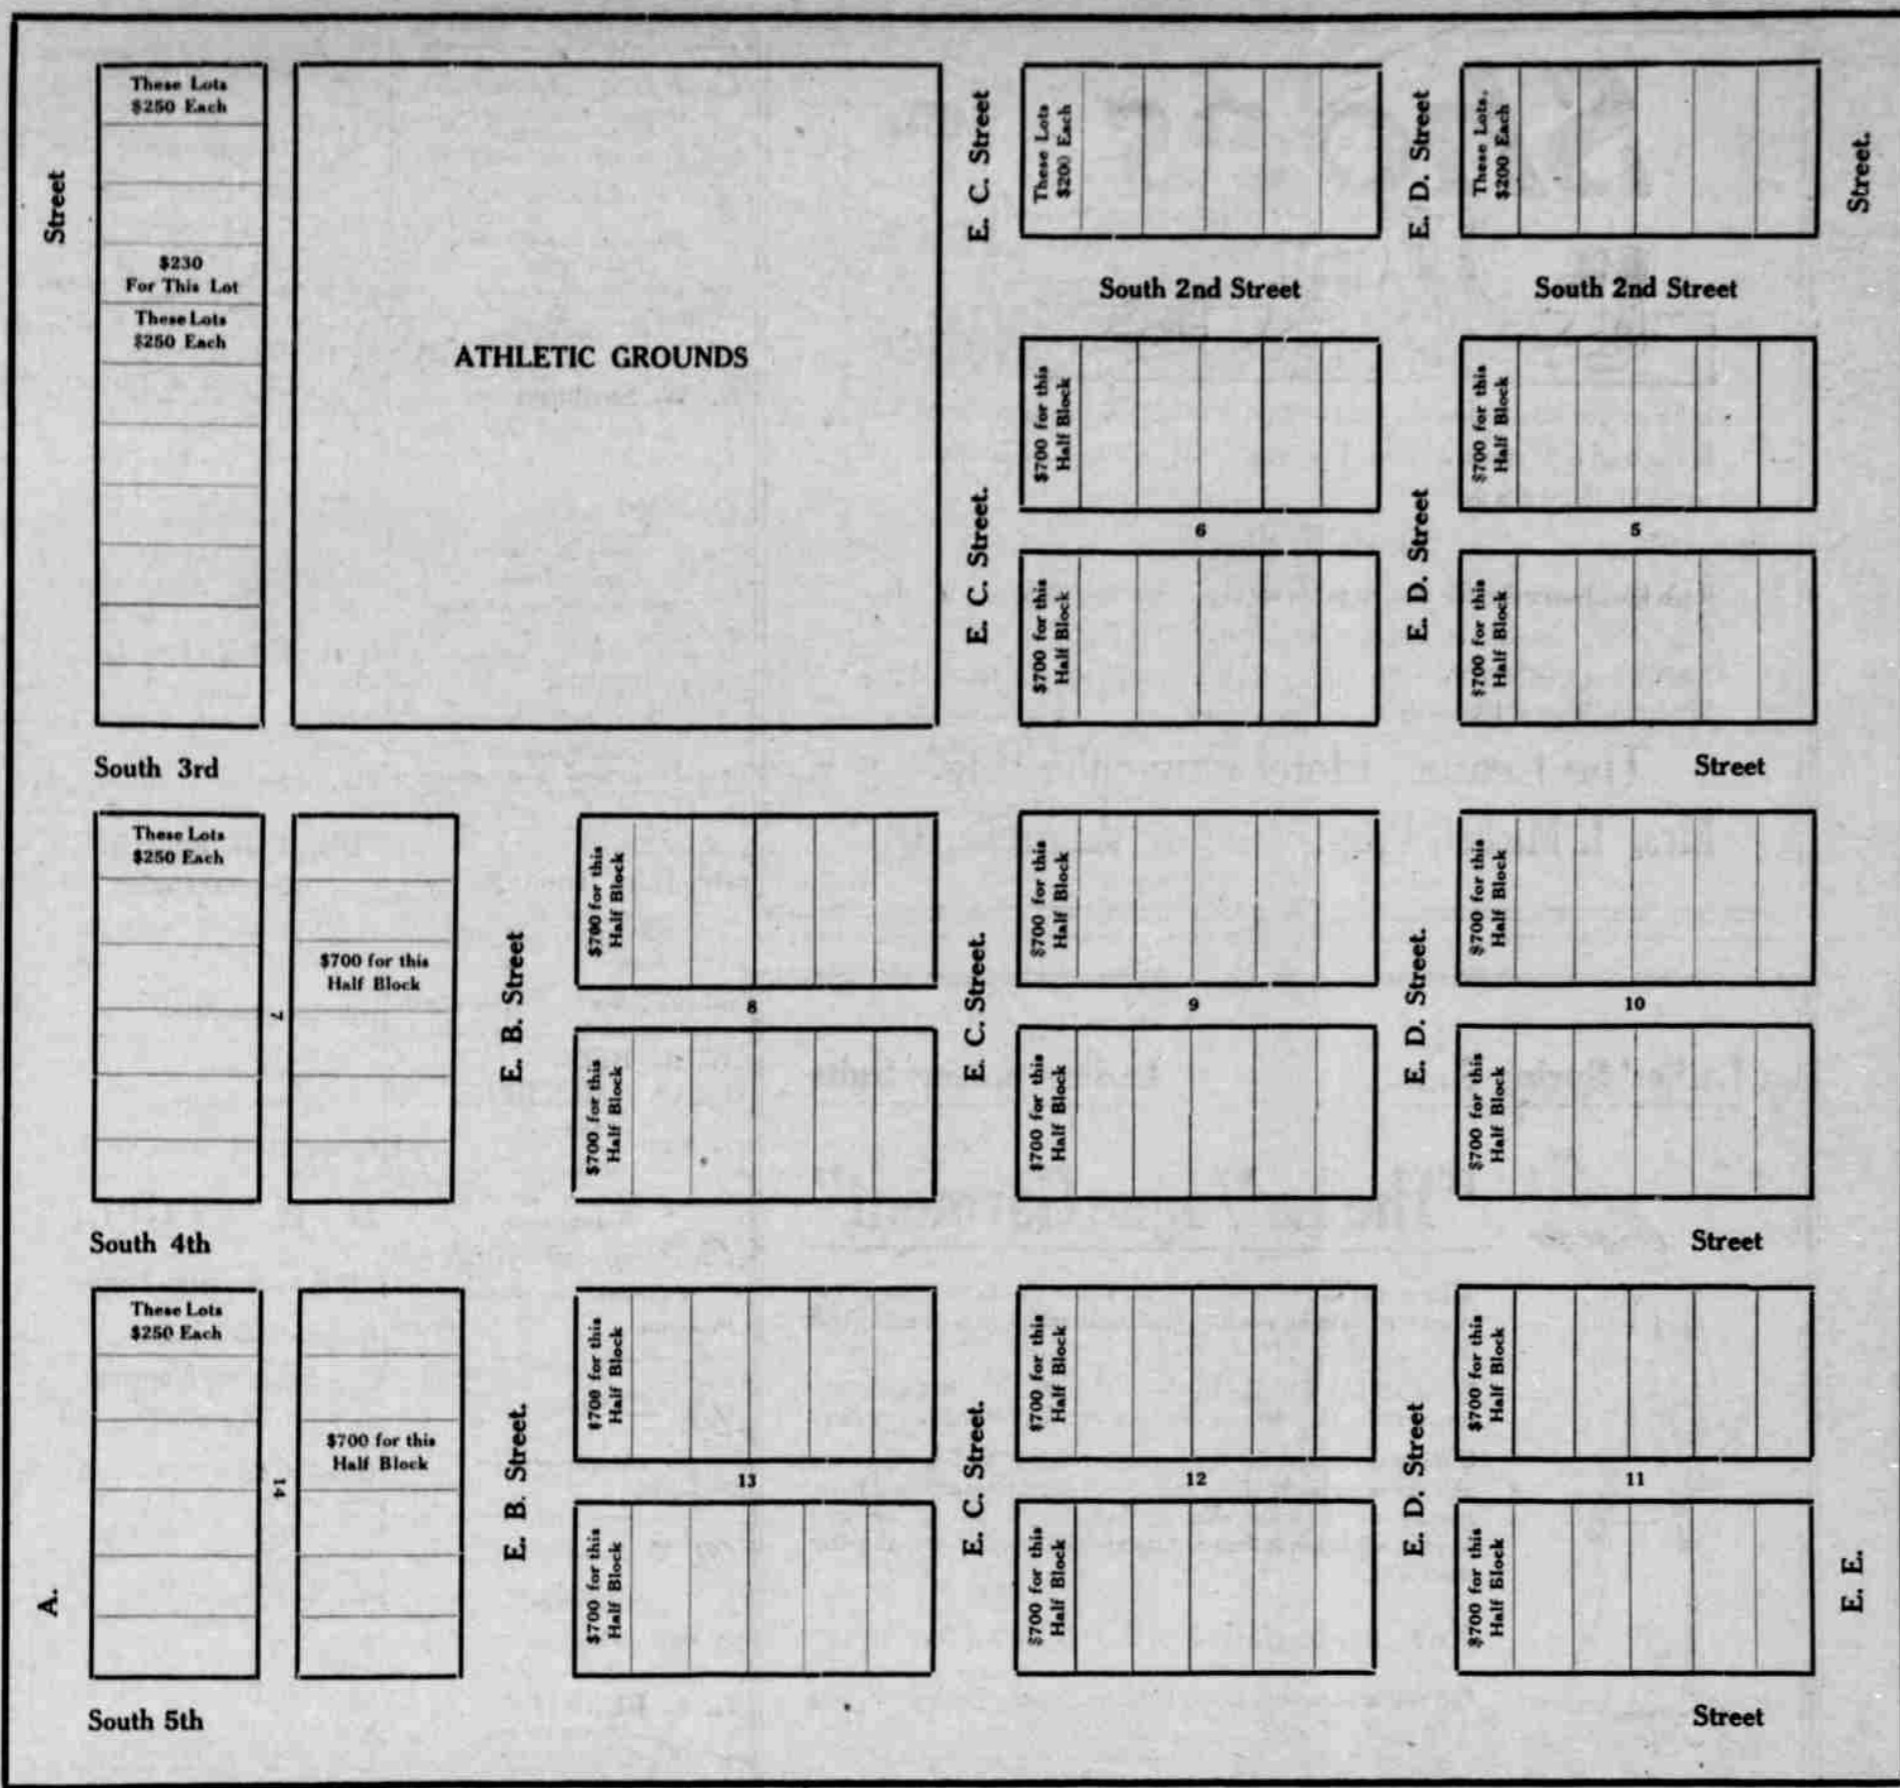 These Lots
$250 Each
Street
$230
For This Lot
These Lots
$250 Each
ATHLETIC GROUNDS
E. C. Street
These Lots
$200 Each
E. D. Street
These Lots.
$200 Each
Street.
South 2nd Street
South 2nd Street
$700 for this
Half Block
$700 for this
Half Block
E. C. Street.
6
E. D. Street
5
$700 for this
Half Block
$700 for this
Half Block
South 3rd
Street
These Lots
$250 Each
7
$700 for this
Half Block
E. B. Street
$700 for this
Half Block
8
$700 for this
Half Block
E. C. Street.
$700 for this
Half Block
9
$700 for this
Half Block
E. D. Street.
$700 for this
Half Block
10
$700 for this
Half Block
South 4th
Street
These Lots
$250 Each
14
$700 for this
Half Block
E. B. Street.
$700 for this
Half Block
13
$700 for this
Half Block
E. C. Street.
$700 for this
Half Block
12
$700 for this
Half Block
E. D. Street
$700 for this
Half Block
11
$700 for this
Half Block
A.
E. E.
South 5th
Street